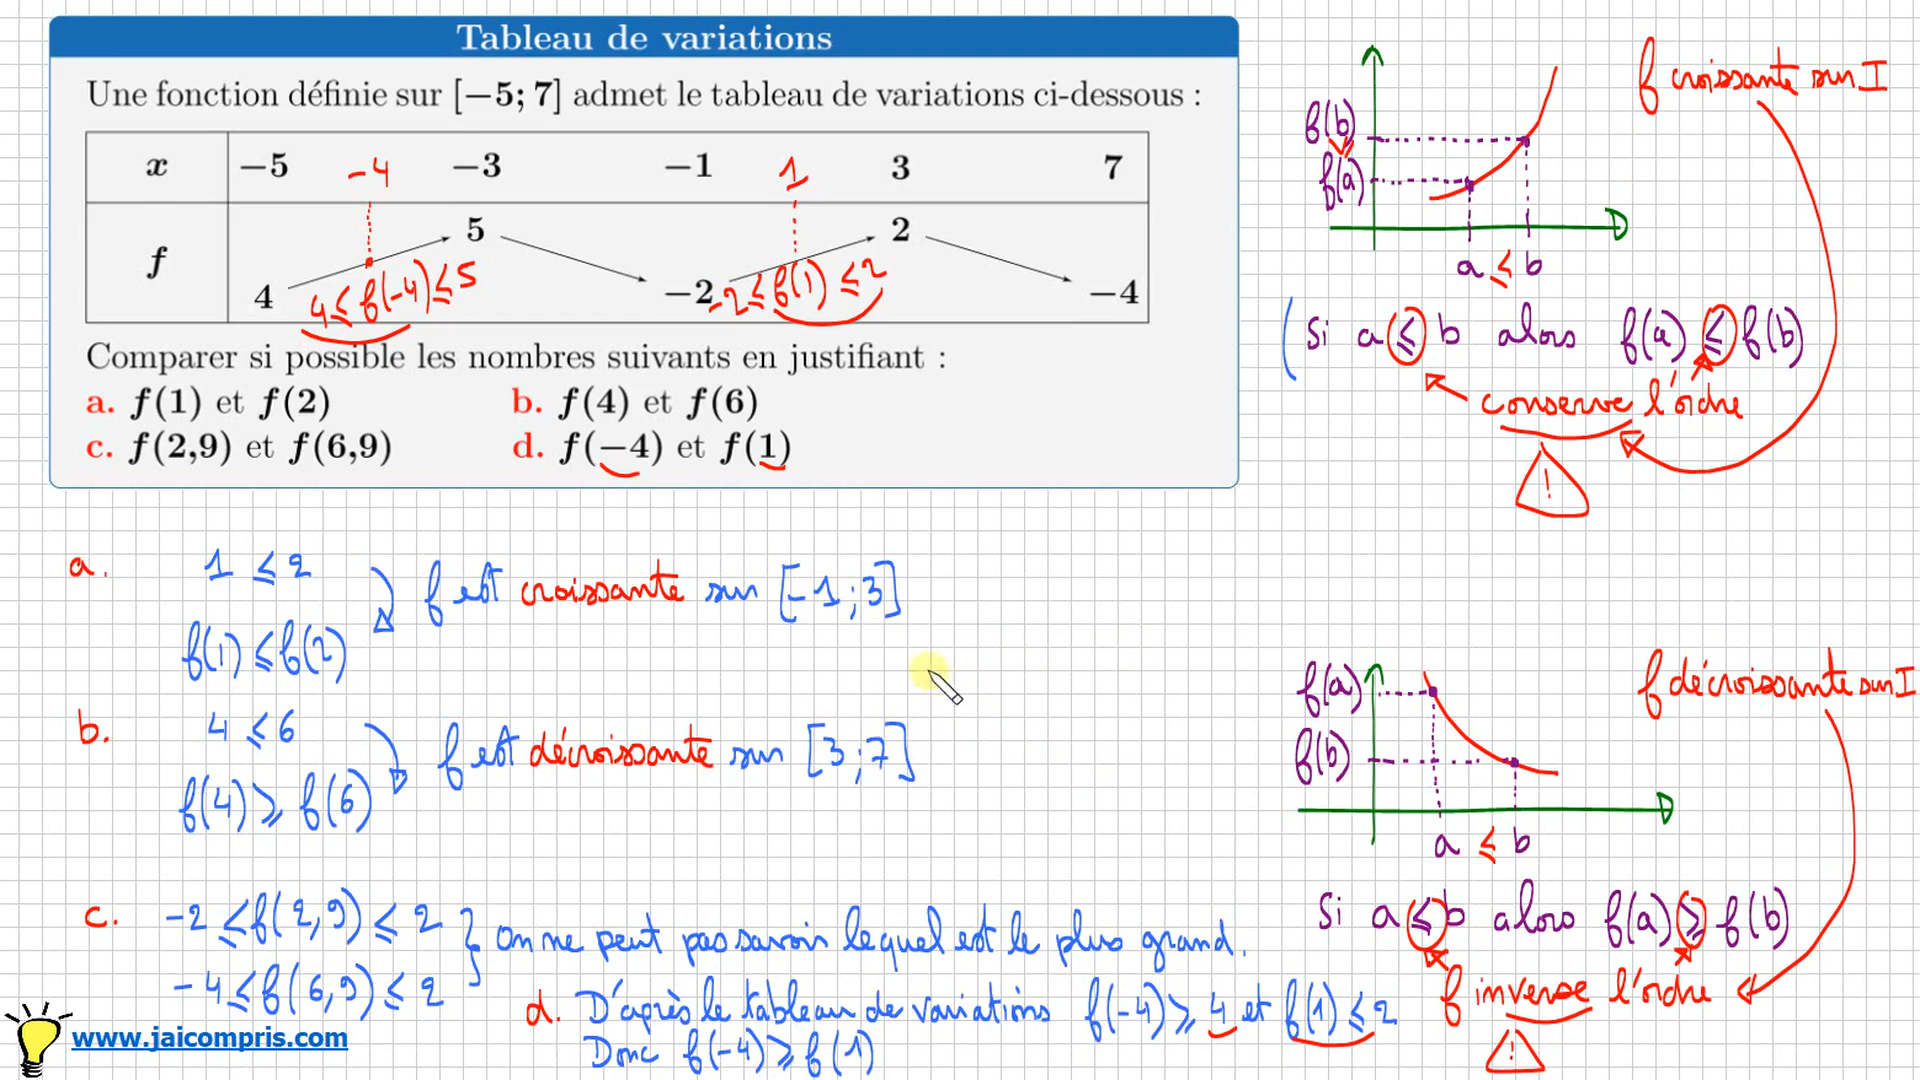 Tableau de variations
Une fonction définie sur [−5; 7] admet le tableau de variations ci-dessous :
x −5 -4 −3 −1 1 3 7
5 2
f
4 −2 −4
4 ≤ f(-4) ≤ 5
-2 ≤ f(1) ≤ 2
Comparer si possible les nombres suivants en justifiant :
a. f(1) et f(2) b. f(4) et f(6)
c. f(2,9) et f(6,9) d. f(−4) et f(1)
f croissante sur I
f(b)
f(a)
a ≤ b
Si a ≤ b alors f(a) ≤ f(b)
conserve l'ordre
!
a. 1 ≤ 2
f est croissante sur [-1 ; 3]
f(1) ≤ f(2)
b. 4 ≤ 6
f est décroissante sur [3 ; 7]
f(4) ⩾ f(6)
c. -2 ≤ f(2,9) ≤ 2
-4 ≤ f(6,9) ≤ 2
On ne peut pas savoir lequel est le plus grand.
d. D'après le tableau de variations f(-4) ⩾ 4 et f(1) ≤ 2
Donc f(-4) ⩾ f(1)
f décroissante sur I
f(a)
f(b)
a ≤ b
Si a ≤ b alors f(a) ⩾ f(b)
f inverse l'ordre
!
www.jaicompris.com